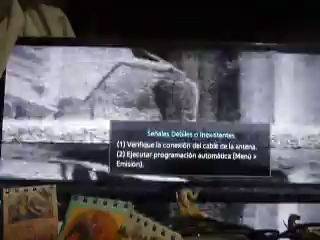 Señales Débiles o Inexistentes
(1) Verifique la conexión del cable de la antena.
(2) Ejecutar programación automática (Menú >
Emisión).